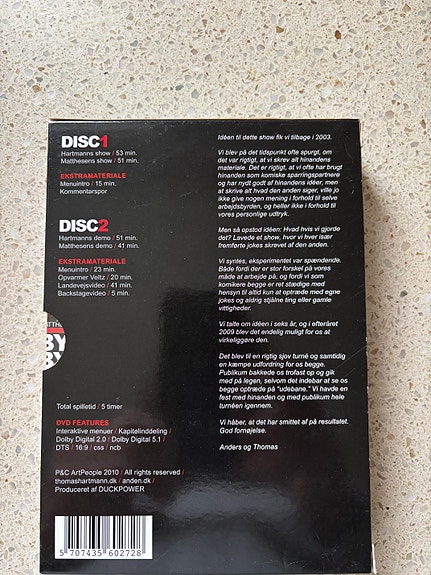 DISC1
Hartmanns show / 53 min.
Matthesens show / 51 min.
EKSTRAMATERIALE
Menuintro / 15 min.
Kommentarspor
DISC2
Hartmanns demo / 51 min.
Matthesens demo / 41 min.
EKSTRAMATERIALE
Menuintro / 23 min.
Opvarmer Veltz / 20 min.
Landevejsvideo / 41 min.
Backstagevideo / 5 min.
MATTH
BY
BY
Total spilletid / 5 timer
DVD FEATURES
Interaktive menuer / Kapitelinddeling /
Dolby Digital 2.0 / Dolby Digital 5.1 /
DTS / 16:9 / css / ncb
P&C ArtPeople 2010 / All rights reserved /
thomashartmann.dk / anden.dk /
Produceret af DUCKPOWER
5 707435 602728
Idéen til dette show fik vi tilbage i 2003.
Vi blev på det tidspunkt ofte spurgt, om
det var rigtigt, at vi skrev alt hinandens
materiale. Det er rigtigt, at vi ofte har brugt
hinanden som komiske sparringspartnere
og har nydt godt af hinandens idéer, men
at skrive alt hvad den anden siger, ville jo
ikke give nogen mening i forhold til selve
arbejdsbyrden, og heller ikke i forhold til
vores personlige udtryk.
Men så opstod idéen: Hvad hvis vi gjorde
det? Lavede et show, hvor vi hver især
fremførte jokes skrevet af den anden.
Vi syntes, eksperimentet var spændende.
Både fordi der er stor forskel på vores
måde at arbejde på, og fordi vi som
komikere begge er ret stædige med
hensyn til altid kun at optræde med egne
jokes og aldrig stjåle ting eller gamle
vittigheder.
Vi talte om idéen i seks år, og i efteråret
2009 blev det endelig muligt for os at
virkeliggøre den.
Det blev til en rigtig sjov turné og samtidig
en kæmpe udfordring for os begge.
Publikum bakkede os trofast op og gik
med på legen, selvom det indebar at se os
begge optræde på "udebane." Vi havde en
fest med hinanden og med publikum hele
turnéen igennem.
Vi håber, at det har smittet af på resultatet.
God fornøjelse.
Anders og Thomas